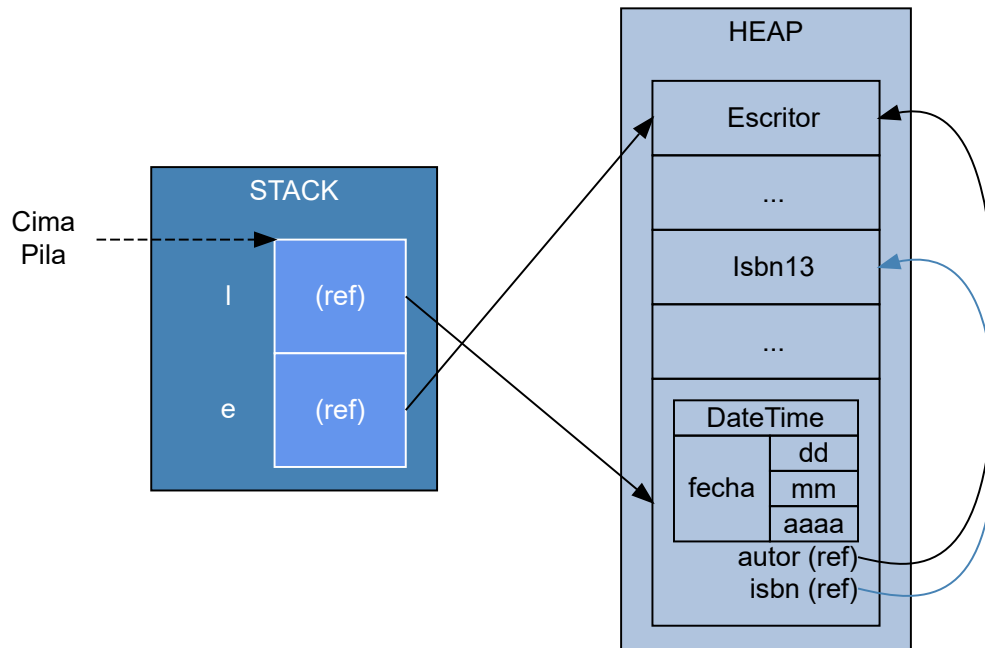 STACK
Cima
Pila
l
(ref)
e
(ref)
HEAP
Escritor
...
Isbn13
...
DateTime
fecha
dd
mm
aaaa
autor (ref)
isbn (ref)